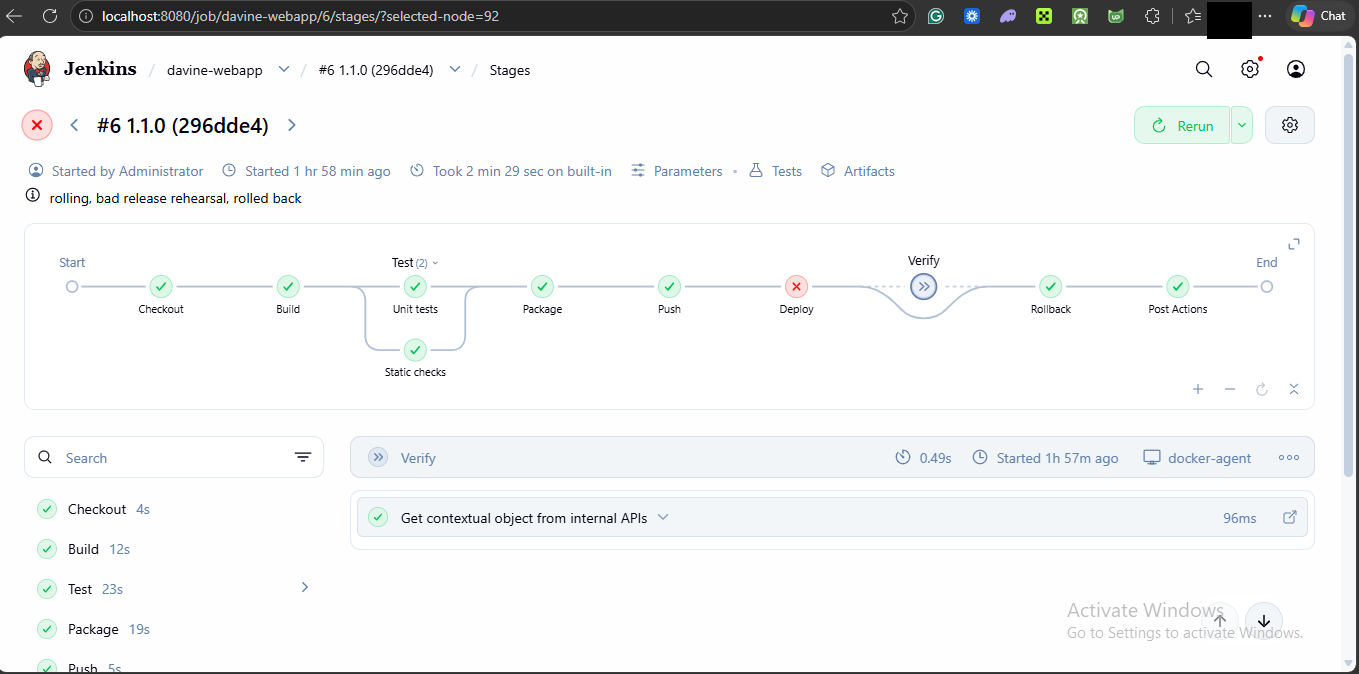 localhost:8080/job/davine-webapp/6/stages/?selected-node=92
UP
Chat
Jenkins / davine-webapp / #6 1.1.0 (296dde4) / Stages
#6 1.1.0 (296dde4)
Rerun
Started by Administrator Started 1 hr 58 min ago Took 2 min 29 sec on built-in Parameters Tests Artifacts
rolling, bad release rehearsal, rolled back
Verify
Start Test (2) End
Checkout Build Unit tests Package Push Deploy Rollback Post Actions
Static checks
Search
Verify 0.49s Started 1h 57m ago docker-agent
Get contextual object from internal APIs 96ms
Checkout 4s
Build 12s
Test 23s
Package 19s
Push 5s
Activate Windows
Go to Settings to activate Windows.